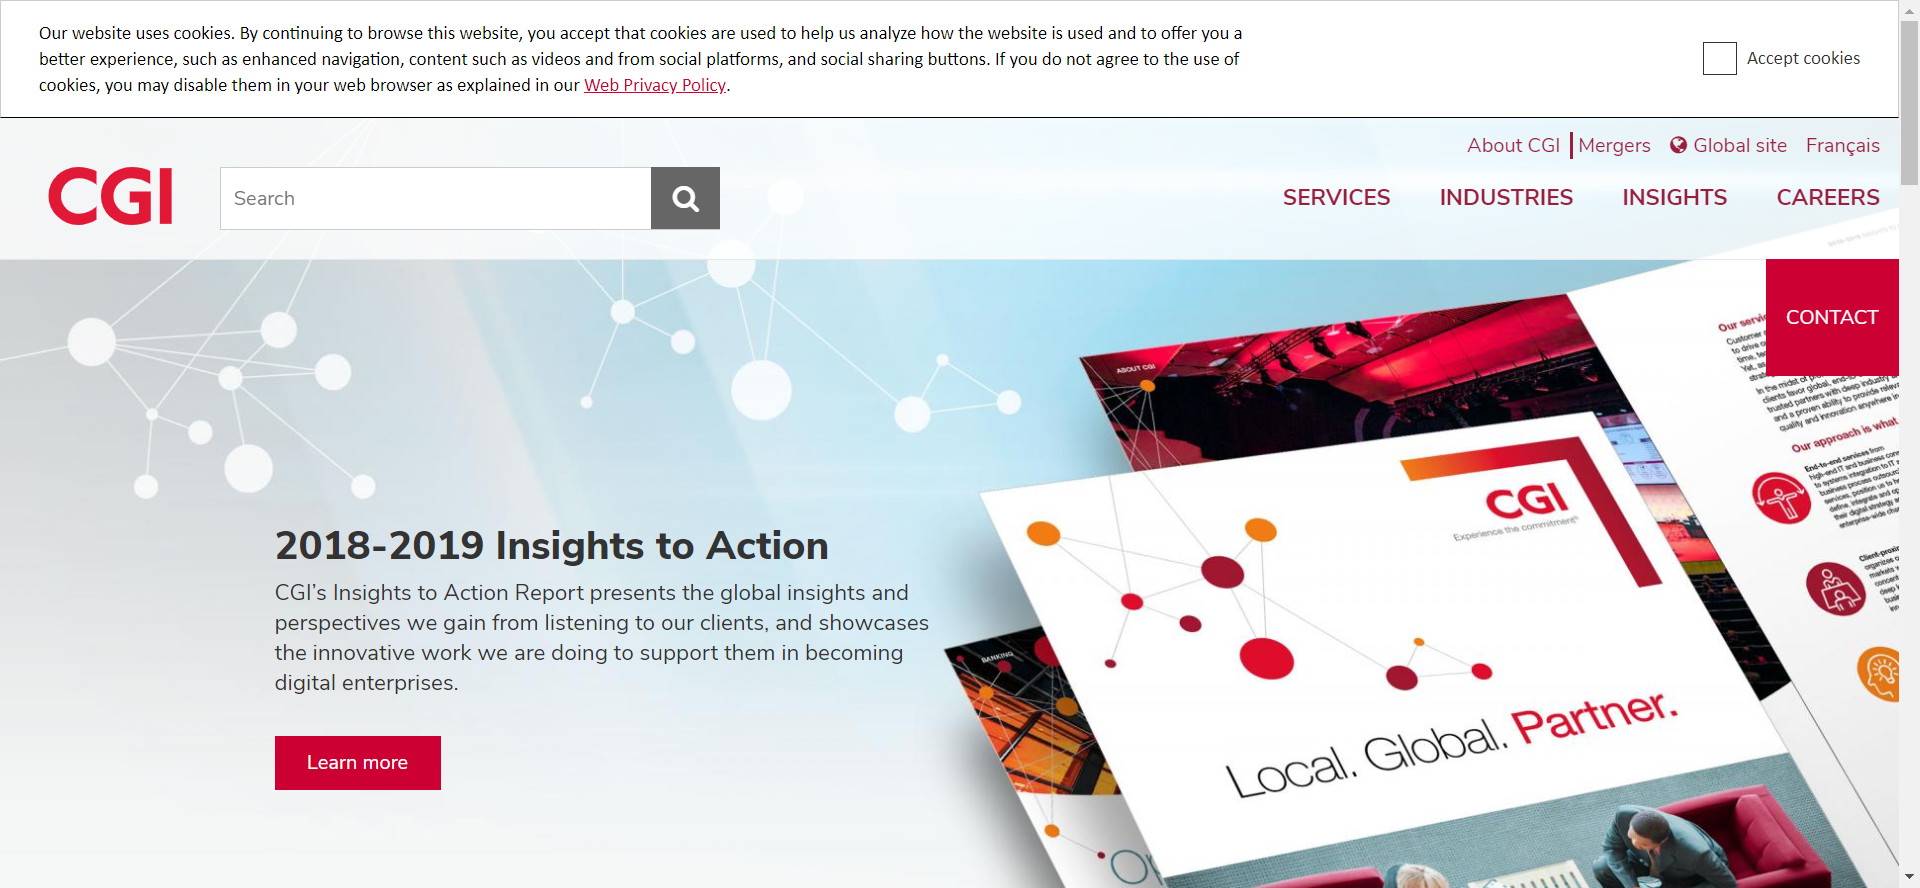 Our website uses cookies. By continuing to browse this website, you accept that cookies are used to help us analyze how the website is used and to offer you a
better experience, such as enhanced navigation, content such as videos and from social platforms, and social sharing buttons. If you do not agree to the use of
cookies, you may disable them in your web browser as explained in our Web Privacy Policy.
Accept cookies
About CGI
Mergers
Global site
Français
CGI
Search
SERVICES
INDUSTRIES
INSIGHTS
CAREERS
CONTACT
2018-2019 Insights to Action
CGI's Insights to Action Report presents the global insights and
perspectives we gain from listening to our clients, and showcases
the innovative work we are doing to support them in becoming
digital enterprises.
Learn more
ABOUT CGI
CGI
Experience the commitment®
BANKING
Local. Global. Partner.
Our approach is what
End-to-end services from